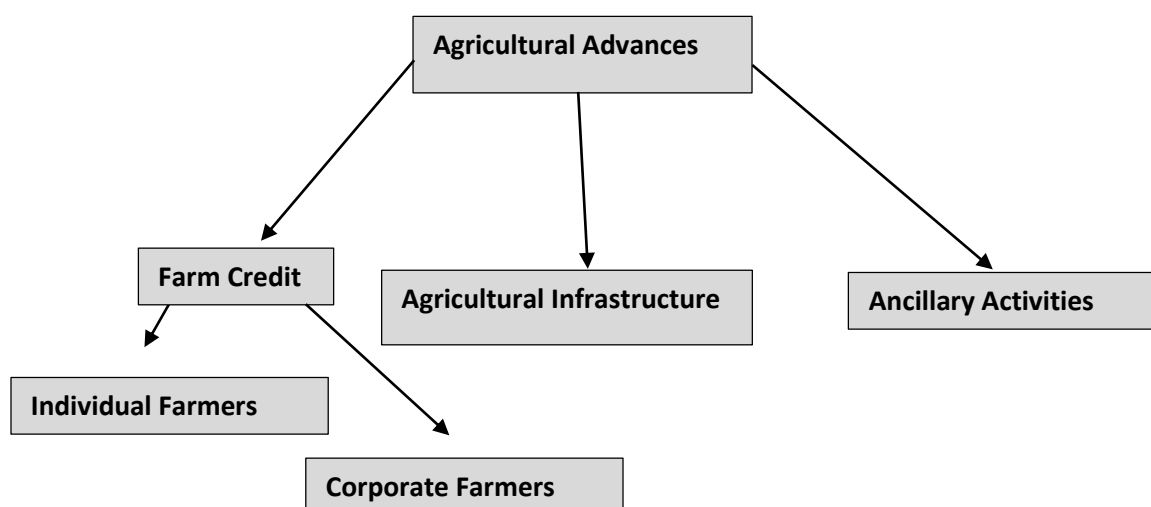 Agricultural Advances
Farm Credit
Agricultural Infrastructure
Ancillary Activities
Individual Farmers
Corporate Farmers